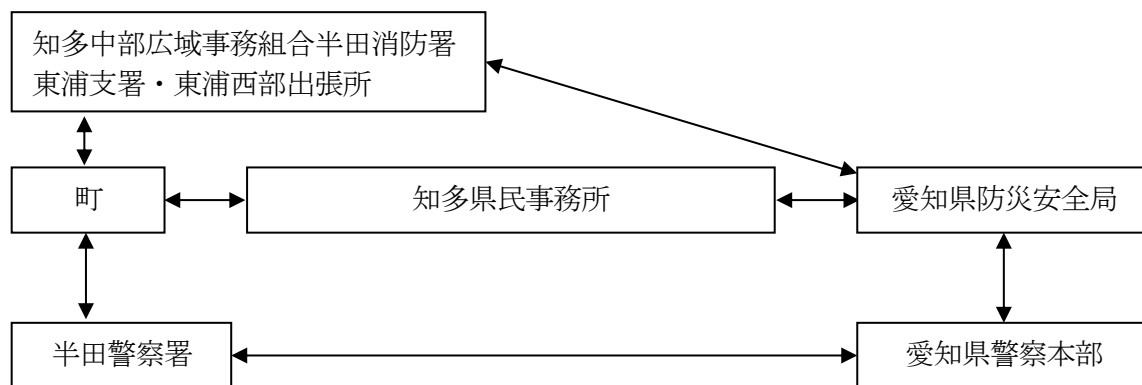 知多中部広域事務組合半田消防署
東浦支署・東浦西部出張所
町
知多県民事務所
愛知県防災安全局
半田警察署
愛知県警察本部